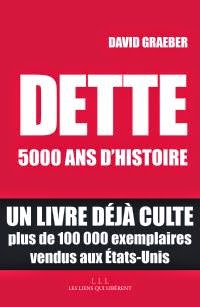 DAVID GRAEBER
DETTE
5000 ANS D'HISTOIRE
UN LIVRE DÉJÀ CULTE
plus de 100 000 exemplaires
vendus aux États-Unis
L L L
LES LIENS QUI LIBÈRENT